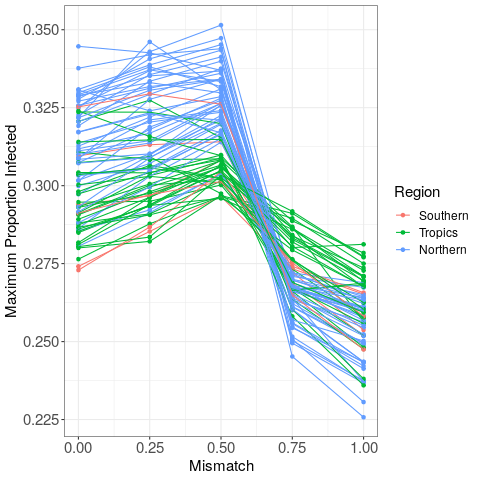 0.350
0.325
0.300
0.275
0.250
0.225
Maximum Proportion Infected
0.00 0.25 0.50 0.75 1.00
Mismatch
Region
Southern
Tropics
Northern